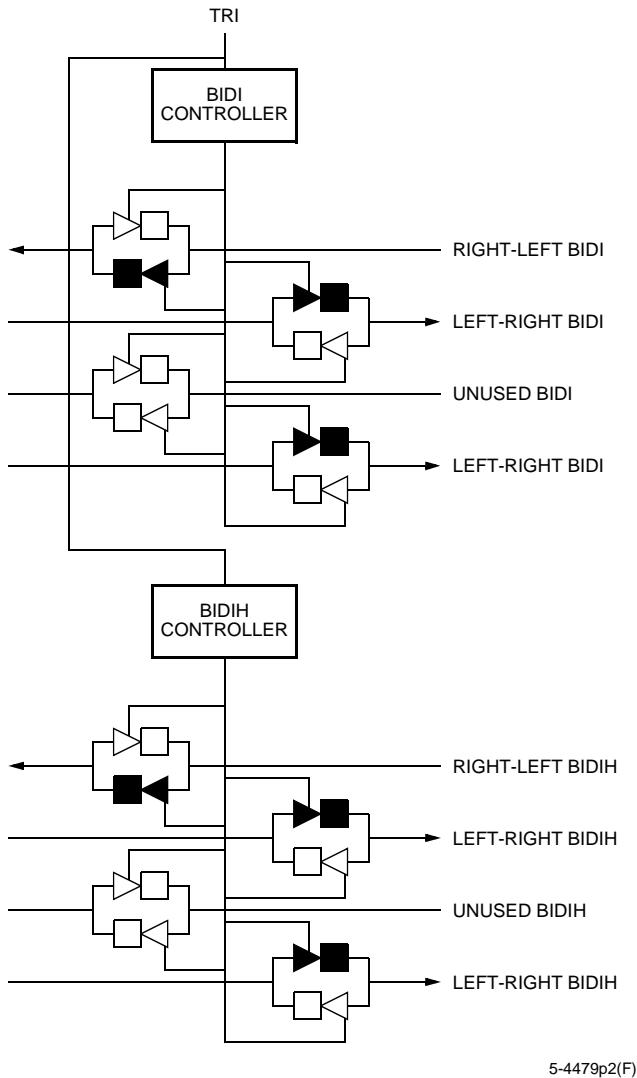 TRI
BIDI
CONTROLLER
RIGHT-LEFT BIDI
LEFT-RIGHT BIDI
UNUSED BIDI
LEFT-RIGHT BIDI
BIDIH
CONTROLLER
RIGHT-LEFT BIDIH
LEFT-RIGHT BIDIH
UNUSED BIDIH
LEFT-RIGHT BIDIH
5-4479p2(F)